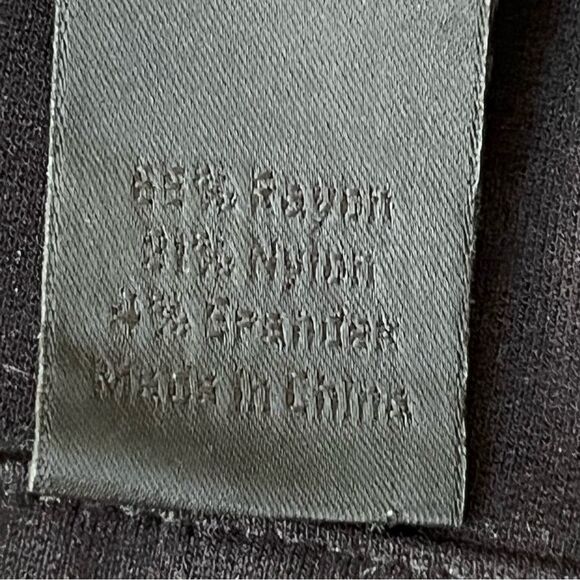 65% Rayon
31% Nylon
4% Spandex
Made in China